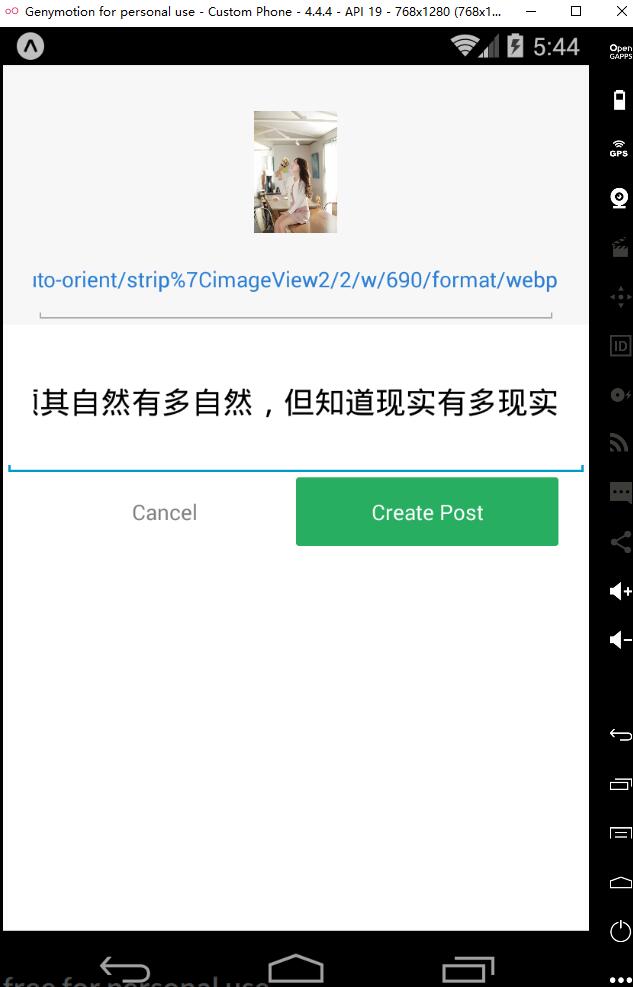 Genymotion for personal use - Custom Phone - 4.4.4 - API 19 - 768x1280 (768x1...
5:44
Open
GAPPS
GPS
to-orient/strip%7CimageView2/2/w/690/format/webp
其自然有多自然，但知道现实有多现实
ID
Cancel
Create Post
free for personal use